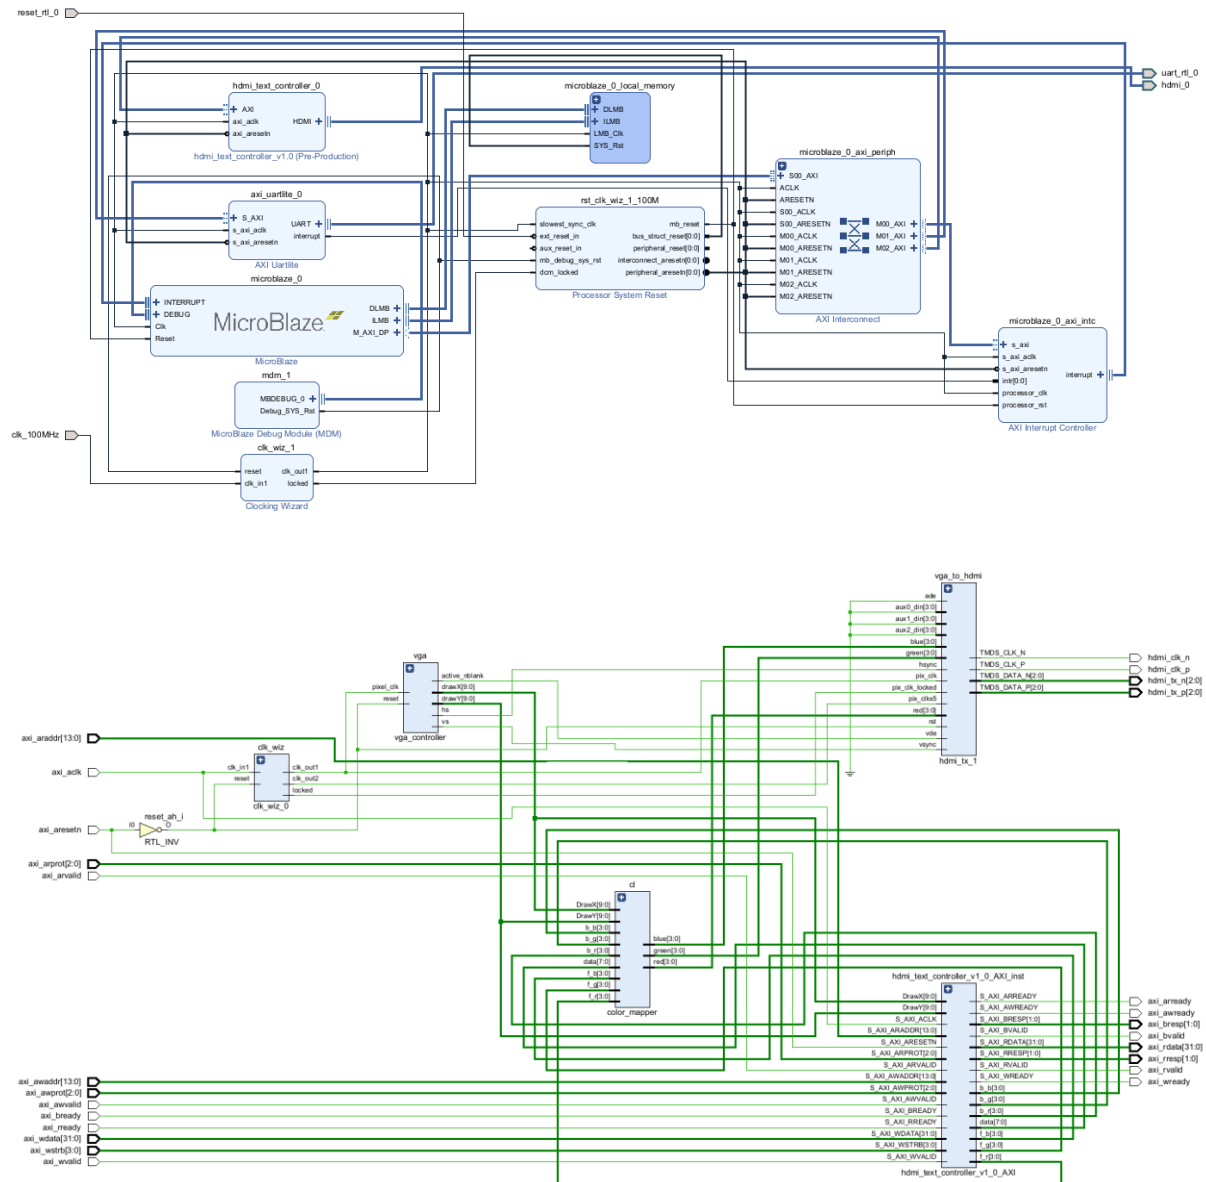 reset_rtl_0
uart_rtl_0
hdmi_0
hdmi_text_controller_0
AXI
axi_aclk
axi_aresetn
HDMI
hdmi_text_controller_v1.0 (Pre-Production)
microblaze_0_local_memory
DLMB
ILMB
LMB_Clk
SYS_Rst
axi_uartlite_0
S_AXI
s_axi_aclk
s_axi_aresetn
UART
interrupt
AXI Uartlite
rst_clk_wiz_1_100M
slowest_sync_clk
ext_reset_in
aux_reset_in
mb_debug_sys_rst
dcm_locked
mb_reset
bus_struct_reset[0:0]
peripheral_reset[0:0]
interconnect_aresetn[0:0]
peripheral_aresetn[0:0]
Processor System Reset
microblaze_0_axi_periph
S00_AXI
ACLK
ARESETN
S00_ACLK
S00_ARESETN
M00_ACLK
M00_ARESETN
M01_ACLK
M01_ARESETN
M02_ACLK
M02_ARESETN
M00_AXI
M01_AXI
M02_AXI
AXI Interconnect
microblaze_0
INTERRUPT
DEBUG
Clk
Reset
MicroBlaze
DLMB
ILMB
M_AXI_DP
MicroBlaze
microblaze_0_axi_intc
s_axi
s_axi_aclk
s_axi_aresetn
intr[0:0]
processor_clk
processor_rst
interrupt
AXI Interrupt Controller
mdm_1
MBDEBUG_0
Debug_SYS_Rst
MicroBlaze Debug Module (MDM)
clk_100MHz
clk_wiz_1
reset
clk_in1
clk_out1
locked
Clocking Wizard
vga_to_hdmi
ade
aux0_din[3:0]
aux1_din[3:0]
aux2_din[3:0]
blue[3:0]
green[3:0]
hsync
pix_clk
pix_clk_locked
pix_clkx5
red[3:0]
rst
vde
vsync
TMDS_CLK_N
TMDS_CLK_P
TMDS_DATA_N[2:0]
TMDS_DATA_P[2:0]
hdmi_tx_1
hdmi_clk_n
hdmi_clk_p
hdmi_tx_n[2:0]
hdmi_tx_p[2:0]
vga
pixel_clk
reset
active_nblank
drawX[9:0]
drawY[9:0]
hs
vs
vga_controller
axi_araddr[13:0]
axi_aclk
clk_wiz
clk_in1
reset
clk_out1
clk_out2
locked
clk_wiz_0
axi_aresetn
reset_ah_i
I0
O
RTL_INV
axi_arprot[2:0]
axi_arvalid
cl
DrawX[9:0]
DrawY[9:0]
b_b[3:0]
b_g[3:0]
b_r[3:0]
data[7:0]
f_b[3:0]
f_g[3:0]
f_r[3:0]
blue[3:0]
green[3:0]
red[3:0]
color_mapper
hdmi_text_controller_v1_0_AXI_inst
DrawX[9:0]
DrawY[9:0]
S_AXI_ACLK
S_AXI_ARADDR[13:0]
S_AXI_ARESETN
S_AXI_ARPROT[2:0]
S_AXI_ARVALID
S_AXI_AWADDR[13:0]
S_AXI_AWPROT[2:0]
S_AXI_AWVALID
S_AXI_BREADY
S_AXI_RREADY
S_AXI_WDATA[31:0]
S_AXI_WSTRB[3:0]
S_AXI_WVALID
S_AXI_ARREADY
S_AXI_AWREADY
S_AXI_BRESP[1:0]
S_AXI_BVALID
S_AXI_RDATA[31:0]
S_AXI_RRESP[1:0]
S_AXI_RVALID
S_AXI_WREADY
b_b[3:0]
b_g[3:0]
b_r[3:0]
data[7:0]
f_b[3:0]
f_g[3:0]
f_r[3:0]
hdmi_text_controller_v1_0_AXI
axi_arready
axi_awready
axi_bresp[1:0]
axi_bvalid
axi_rdata[31:0]
axi_rresp[1:0]
axi_rvalid
axi_wready
axi_awaddr[13:0]
axi_awprot[2:0]
axi_awvalid
axi_bready
axi_rready
axi_wdata[31:0]
axi_wstrb[3:0]
axi_wvalid